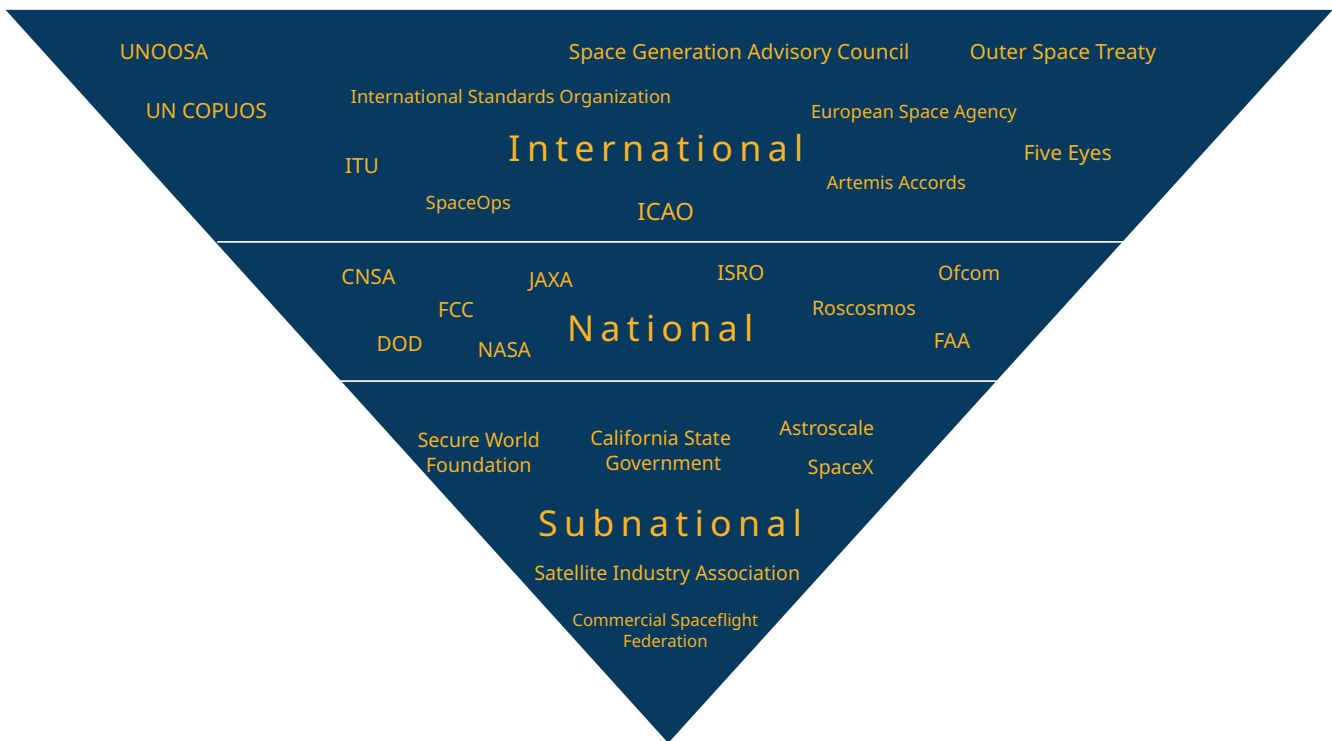 UNOOSA
Space Generation Advisory Council
Outer Space Treaty
International Standards Organization
UN COPUOS
European Space Agency
International
Five Eyes
ITU
Artemis Accords
SpaceOps
ICAO
CNSA
JAXA
ISRO
Ofcom
FCC
Roscosmos
National
DOD
NASA
FAA
Secure World
Foundation
California State
Government
Astroscale
SpaceX
Subnational
Satellite Industry Association
Commercial Spaceflight
Federation